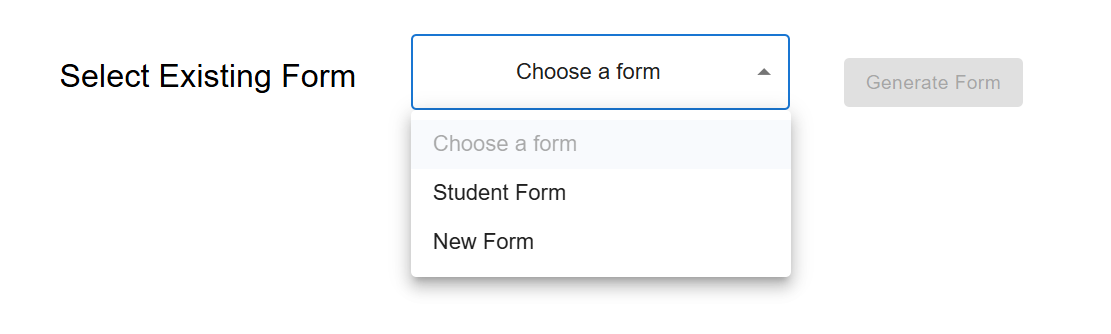 Select Existing Form
Choose a form
Generate Form
Choose a form
Student Form
New Form